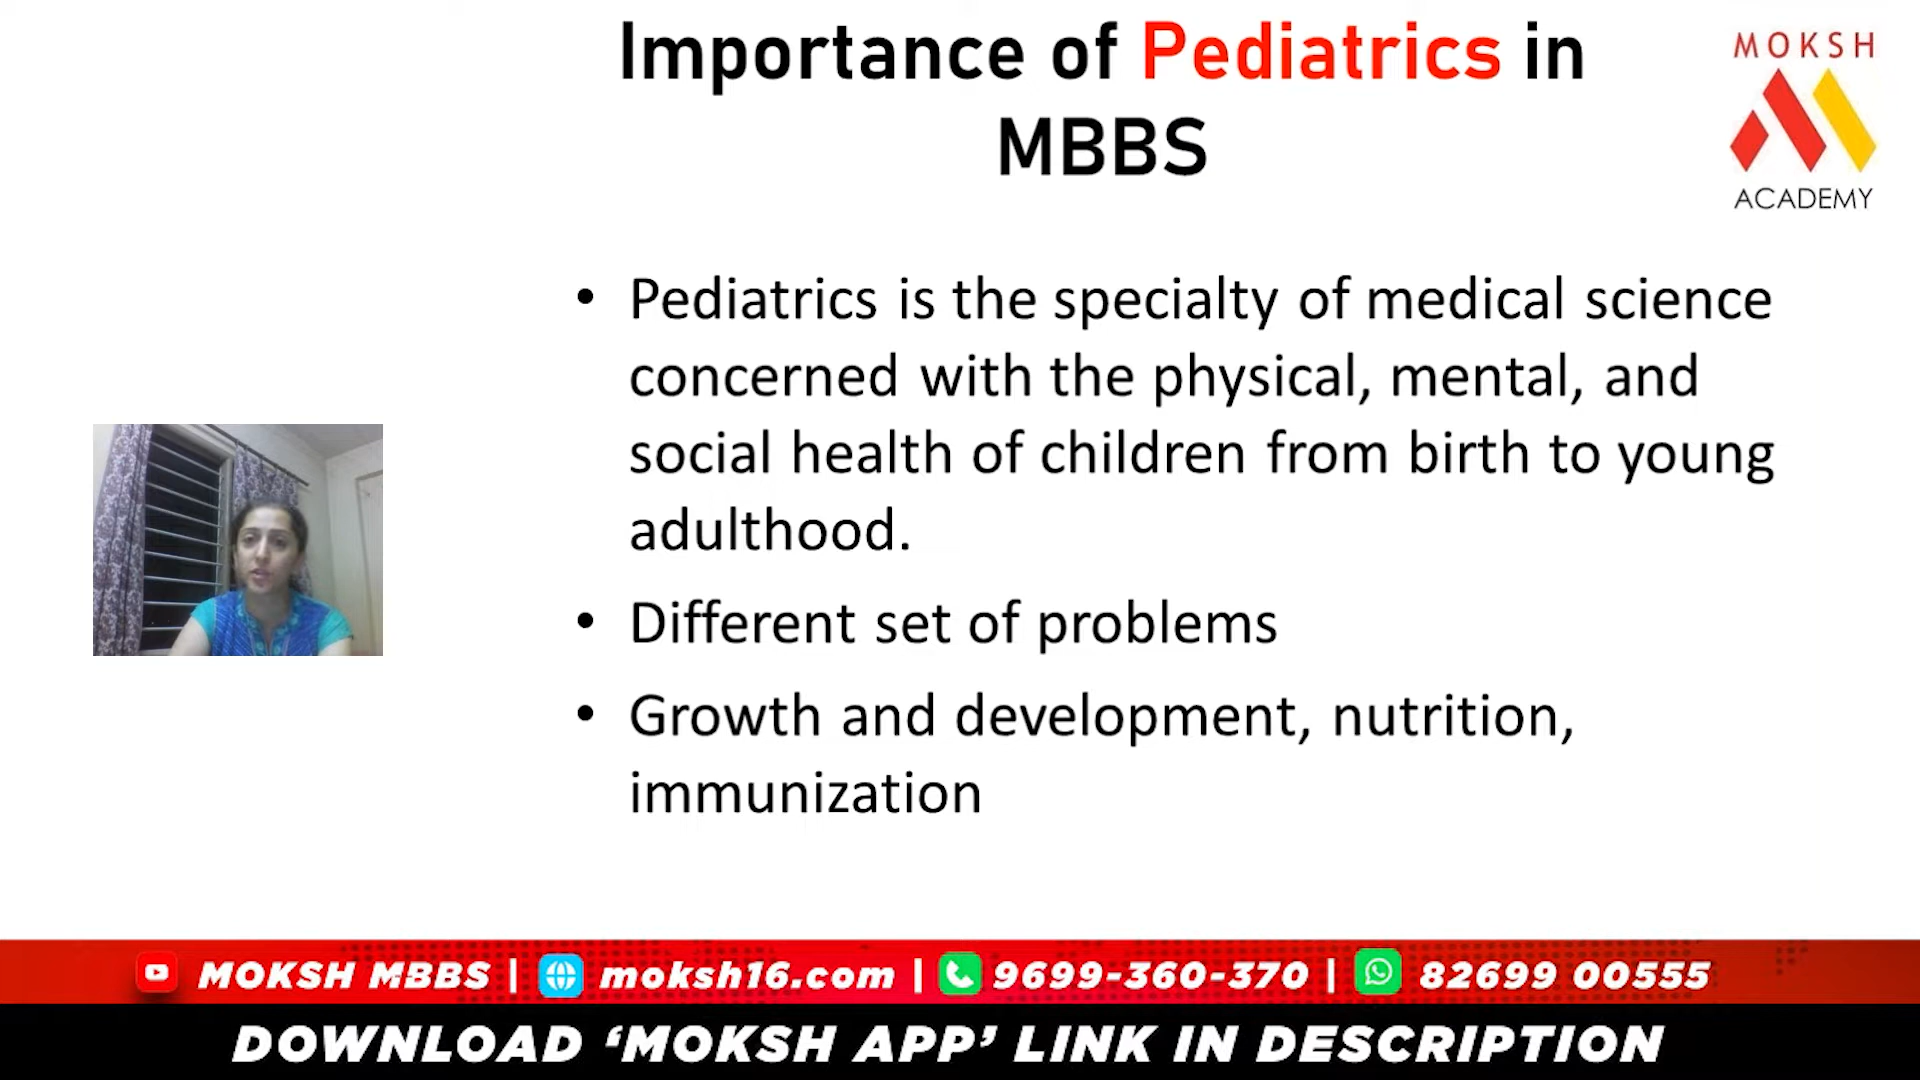 Importance of Pediatrics in
MBBS
MOKSH
ACADEMY
• Pediatrics is the specialty of medical science
concerned with the physical, mental, and
social health of children from birth to young
adulthood.
• Different set of problems
• Growth and development, nutrition,
immunization
MOKSH MBBS | moksh16.com | 9699-360-370 | 82699 00555
DOWNLOAD ‘MOKSH APP’ LINK IN DESCRIPTION